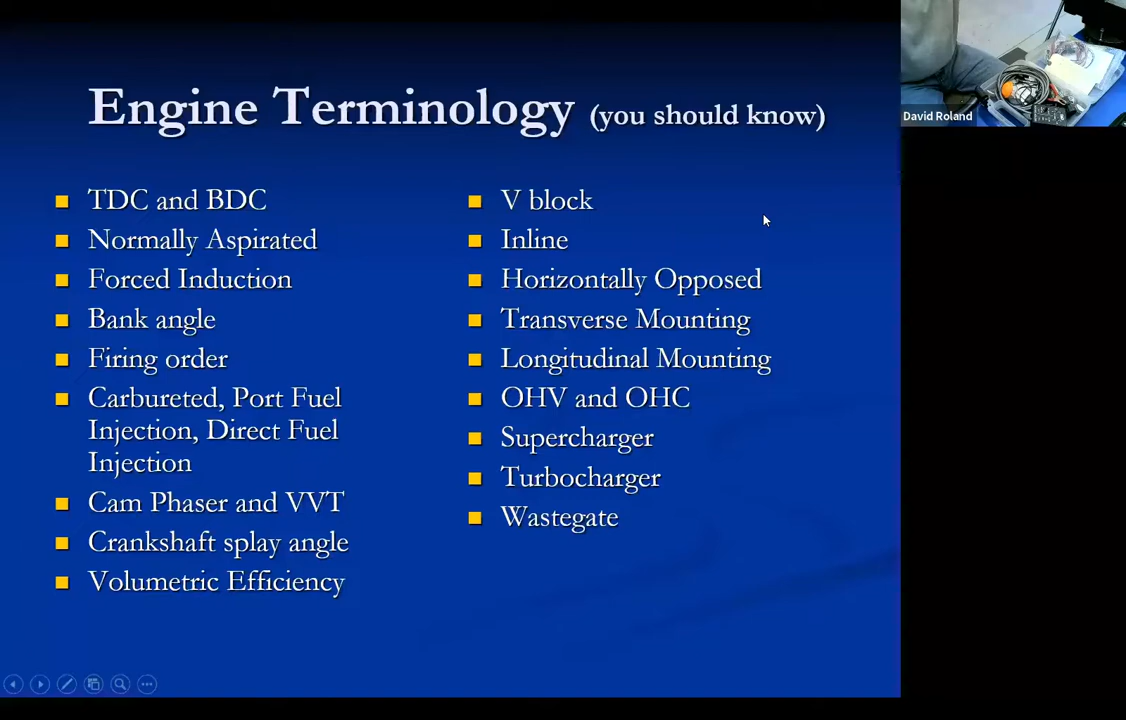 Engine Terminology (you should know)
TDC and BDC
Normally Aspirated
Forced Induction
Bank angle
Firing order
Carbureted, Port Fuel
Injection, Direct Fuel
Injection
Cam Phaser and VVT
Crankshaft splay angle
Volumetric Efficiency
V block
Inline
Horizontally Opposed
Transverse Mounting
Longitudinal Mounting
OHV and OHC
Supercharger
Turbocharger
Wastegate
David Roland